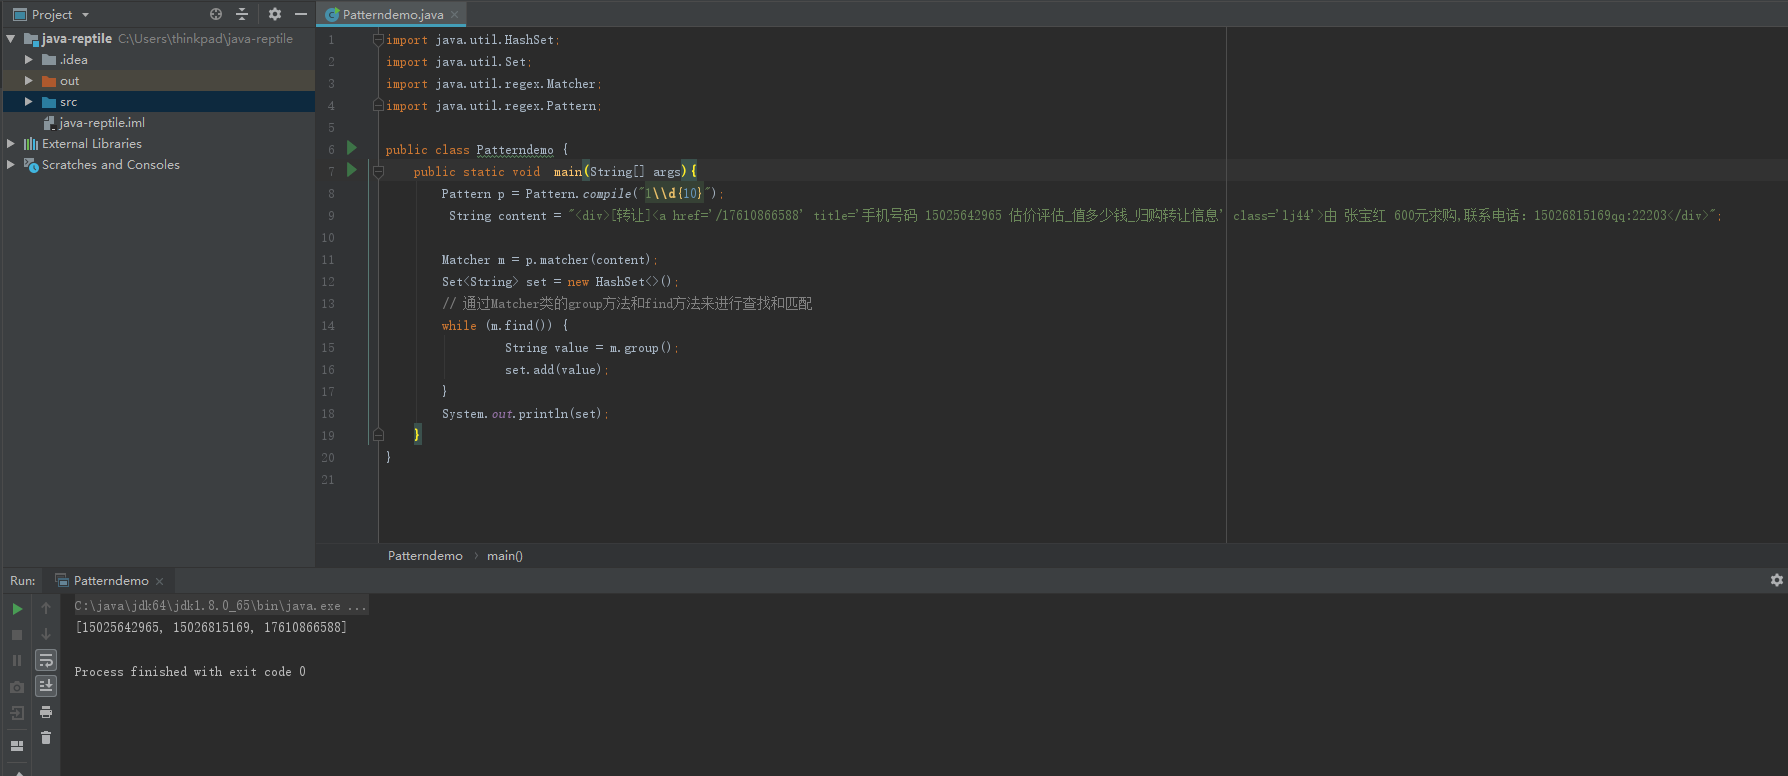 Project
java-reptile C:\Users\thinkpad\java-reptile
.idea
out
src
java-reptile.iml
External Libraries
Scratches and Consoles
Patterndemo.java
1 import java.util.HashSet;
2 import java.util.Set;
3 import java.util.regex.Matcher;
4 import java.util.regex.Pattern;
5
6 public class Patterndemo {
7 public static void main(String[] args){
8 Pattern p = Pattern.compile("1\\d{10}");
9 String content = "<div>[转让]<a href='/17610866588' title='手机号码 15025642965 估价评估_值多少钱_归购转让信息' class='lj44'>由 张宝红 600元求购,联系电话: 15026815169qq:22203</div>";
10
11 Matcher m = p.matcher(content);
12 Set<String> set = new HashSet<>();
13 // 通过Matcher类的group方法和find方法来进行查找和匹配
14 while (m.find()) {
15 String value = m.group();
16 set.add(value);
17 }
18 System.out.println(set);
19 }
20 }
21
Patterndemo > main()
Run: Patterndemo
C:\java\jdk64\jdk1.8.0_65\bin\java.exe ...
[15025642965, 15026815169, 17610866588]
Process finished with exit code 0